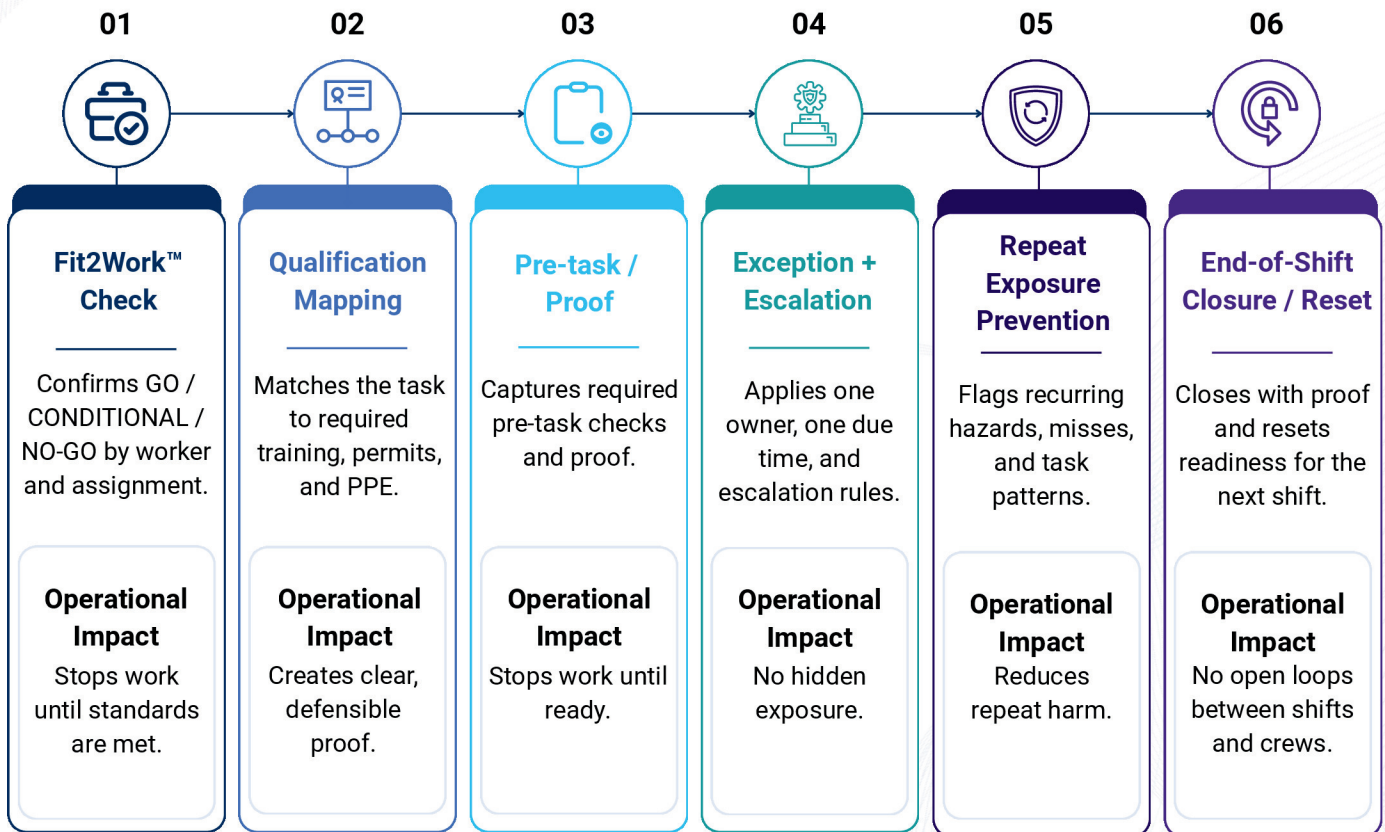 01
02
03
04
05
06
Fit2Work™
Check
Confirms GO /
CONDITIONAL /
NO-GO by worker
and assignment.
Operational
Impact
Stops work
until standards
are met.
Qualification
Mapping
Matches the task
to required
training, permits,
and PPE.
Operational
Impact
Creates clear,
defensible
proof.
Pre-task /
Proof
Captures required
pre-task checks
and proof.
Operational
Impact
Stops work until
ready.
Exception +
Escalation
Applies one
owner, one due
time, and
escalation rules.
Operational
Impact
No hidden
exposure.
Repeat
Exposure
Prevention
Flags recurring
hazards, misses,
and task
patterns.
Operational
Impact
Reduces
repeat harm.
End-of-Shift
Closure / Reset
Closes with proof
and resets
readiness for the
next shift.
Operational
Impact
No open loops
between shifts
and crews.